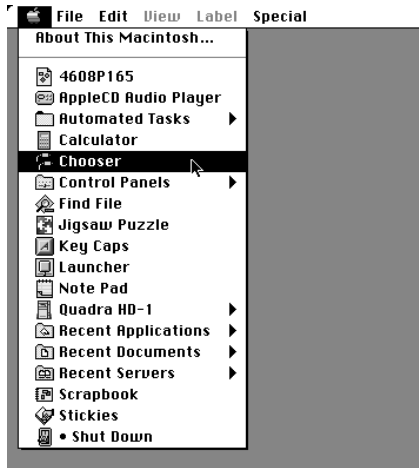 File Edit View Label Special
About This Macintosh...
4608P165
AppleCD Audio Player
Automated Tasks
Calculator
Chooser
Control Panels
Find File
Jigsaw Puzzle
Key Caps
Launcher
Note Pad
Quadra HD-1
Recent Applications
Recent Documents
Recent Servers
Scrapbook
Stickies
• Shut Down